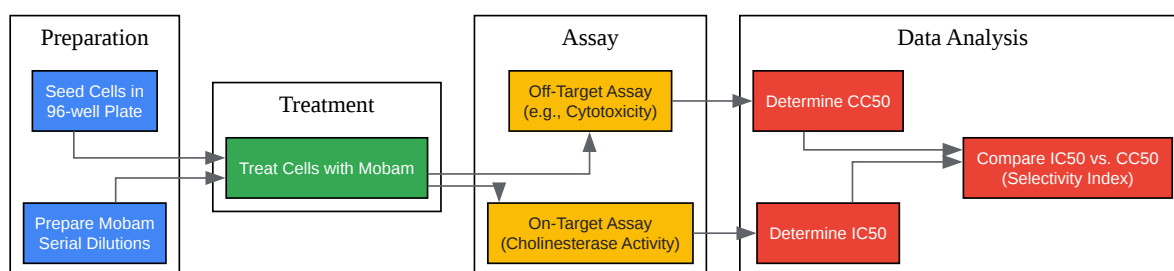 Preparation
Seed Cells in
96-well Plate
Prepare Mobam
Serial Dilutions
Treatment
Treat Cells with Mobam
Assay
Off-Target Assay
(e.g., Cytotoxicity)
On-Target Assay
(Cholinesterase Activity)
Data Analysis
Determine CC50
Determine IC50
Compare IC50 vs. CC50
(Selectivity Index)